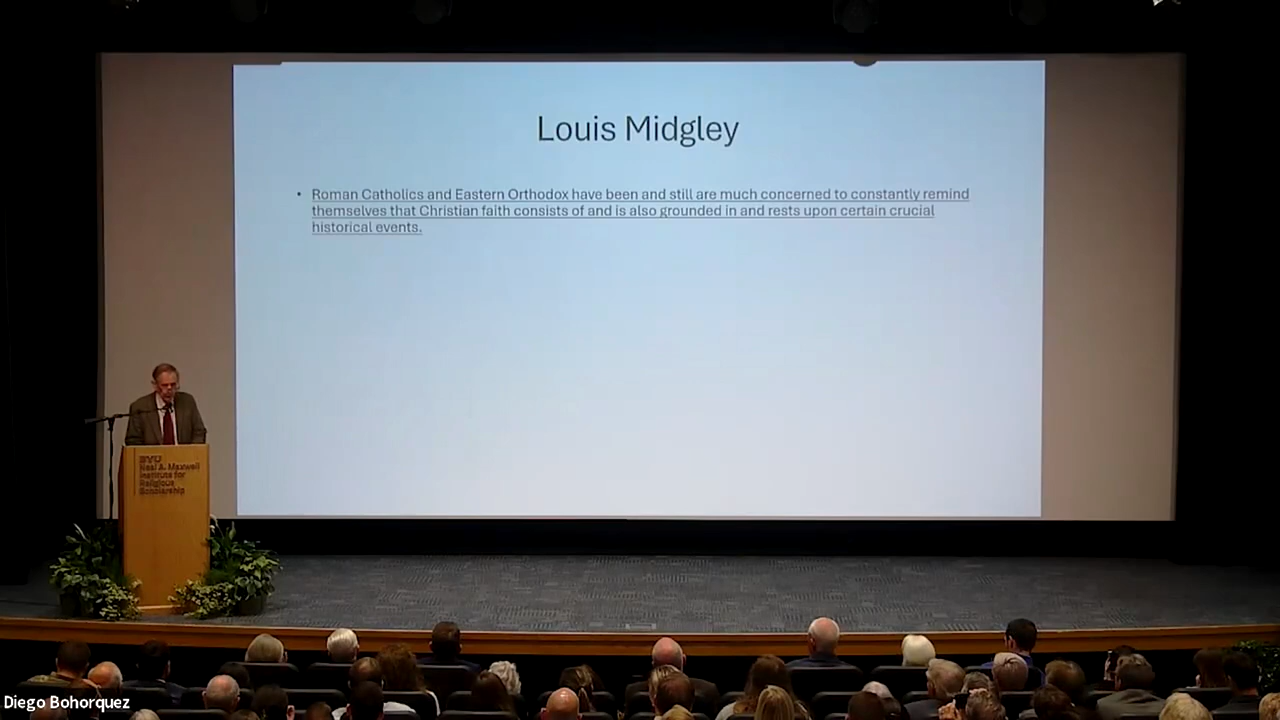 Louis Midgley
• Roman Catholics and Eastern Orthodox have been and still are much concerned to constantly remind
themselves that Christian faith consists of and is also grounded in and rests upon certain crucial
historical events.
BYU
Neal A. Maxwell
Institute for
Religious
Scholarship
Diego Bohorquez